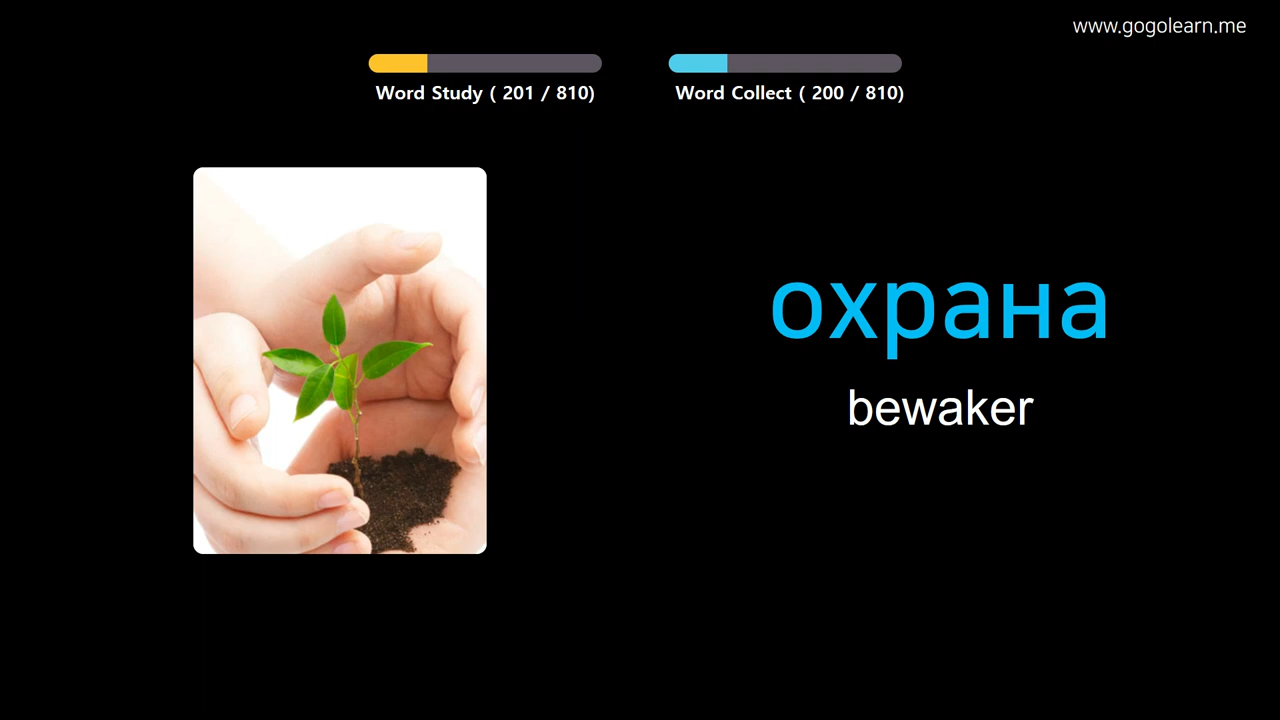 www.gogolearn.me
Word Study ( 201 / 810)
Word Collect ( 200 / 810)
охрана
bewaker